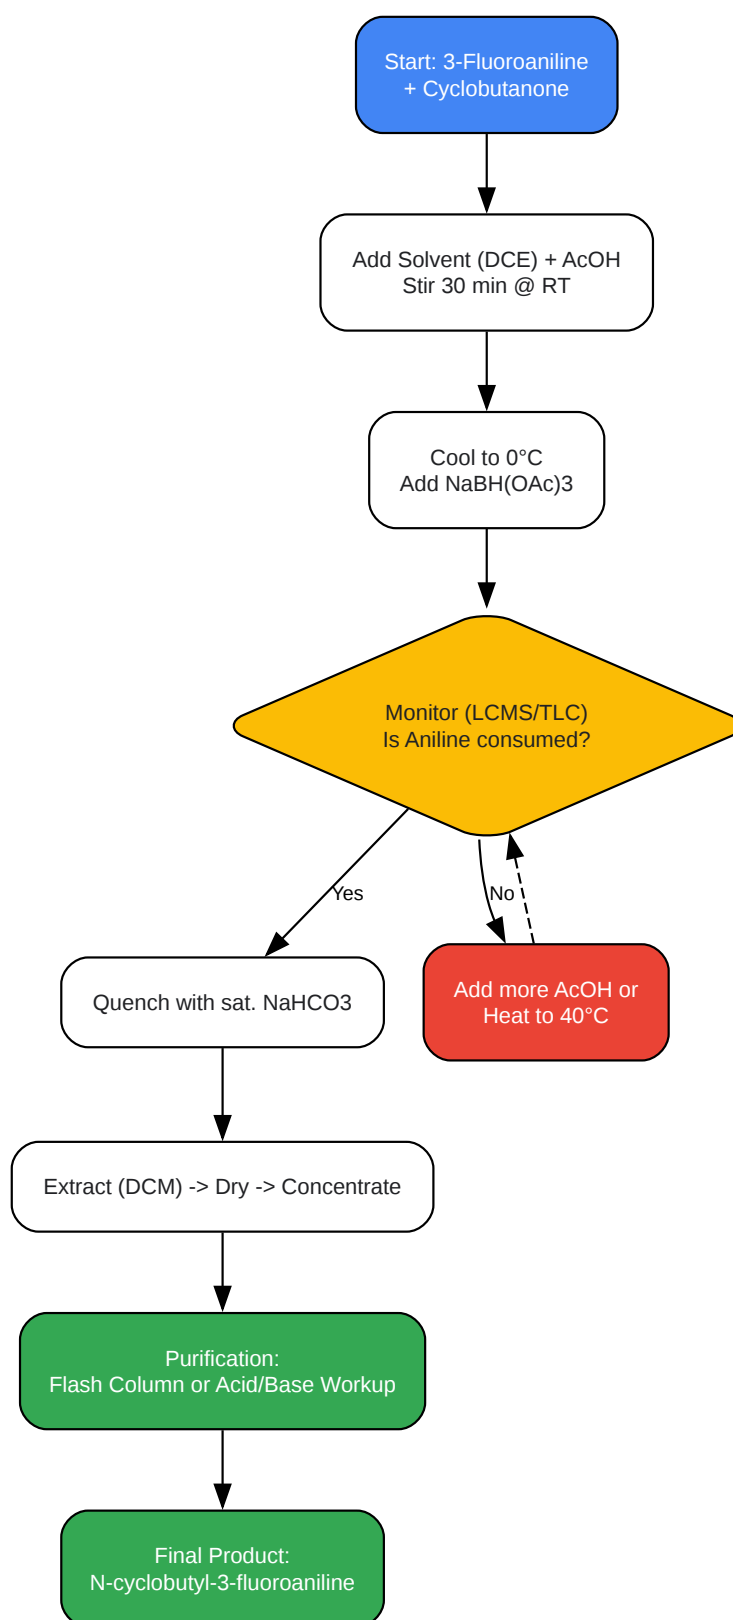 Start: 3-Fluoroaniline
+ Cyclobutanone
Add Solvent (DCE) + AcOH
Stir 30 min @ RT
Cool to 0°C
Add NaBH(OAc)3
Monitor (LCMS/TLC)
Is Aniline consumed?
Yes
No
Quench with sat. NaHCO3
Add more AcOH or
Heat to 40°C
Extract (DCM) -> Dry -> Concentrate
Purification:
Flash Column or Acid/Base Workup
Final Product:
N-cyclobutyl-3-fluoroaniline